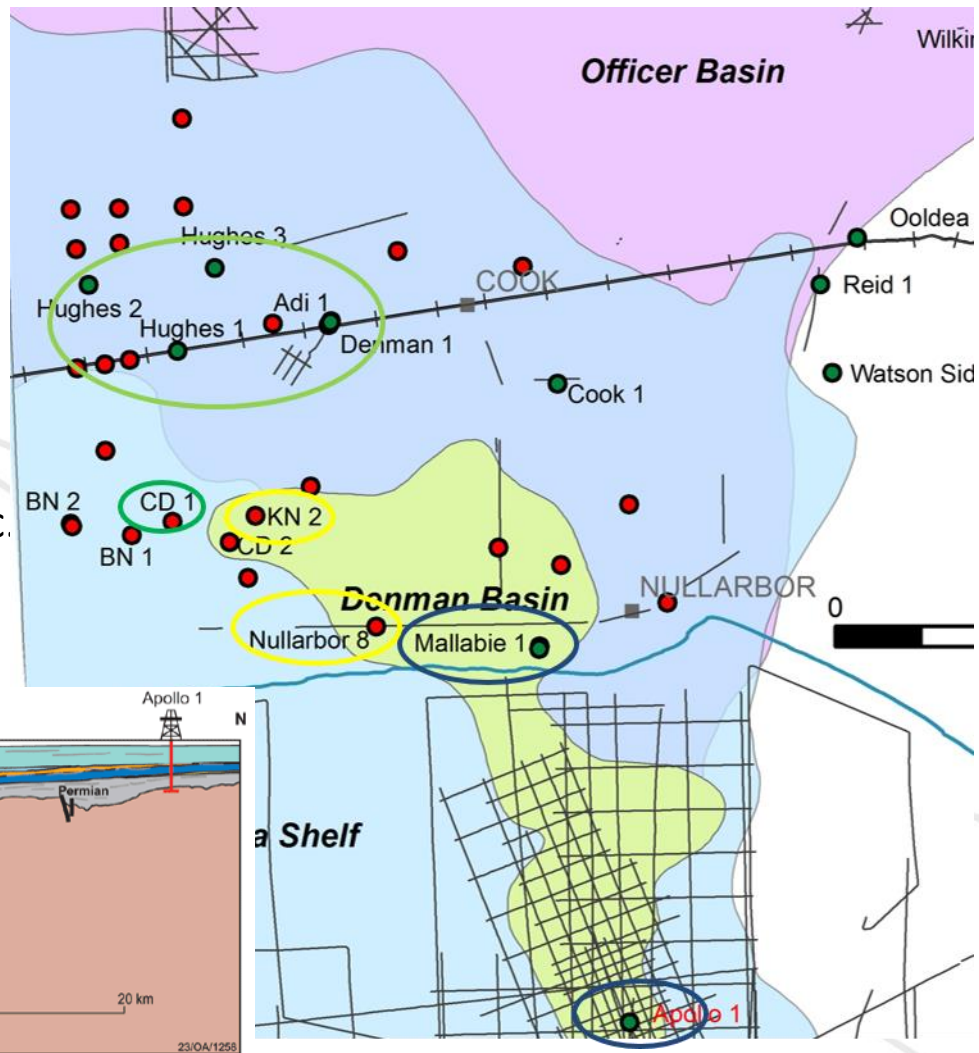 Officer Basin
Wilkin
Ooldea
Hughes 3
COOK
Reid 1
Hughes 2
Adi 1
Hughes 1
Denman 1
Watson Sid
Cook 1
BN 2
CD 1
KN 2
c.
BN 1
CD 2
Denman Basin
NULLARBOR
0
Nullarbor 8
Mallabie 1
Apollo 1
N
Permian
a Shelf
20 km
Apollo 1
23/OA/1258